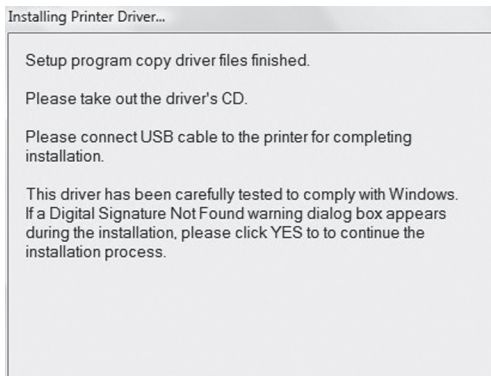 Installing Printer Driver...
Setup program copy driver files finished.
Please take out the driver's CD.
Please connect USB cable to the printer for completing
installation.
This driver has been carefully tested to comply with Windows.
If a Digital Signature Not Found warning dialog box appears
during the installation, please click YES to to continue the
installation process.